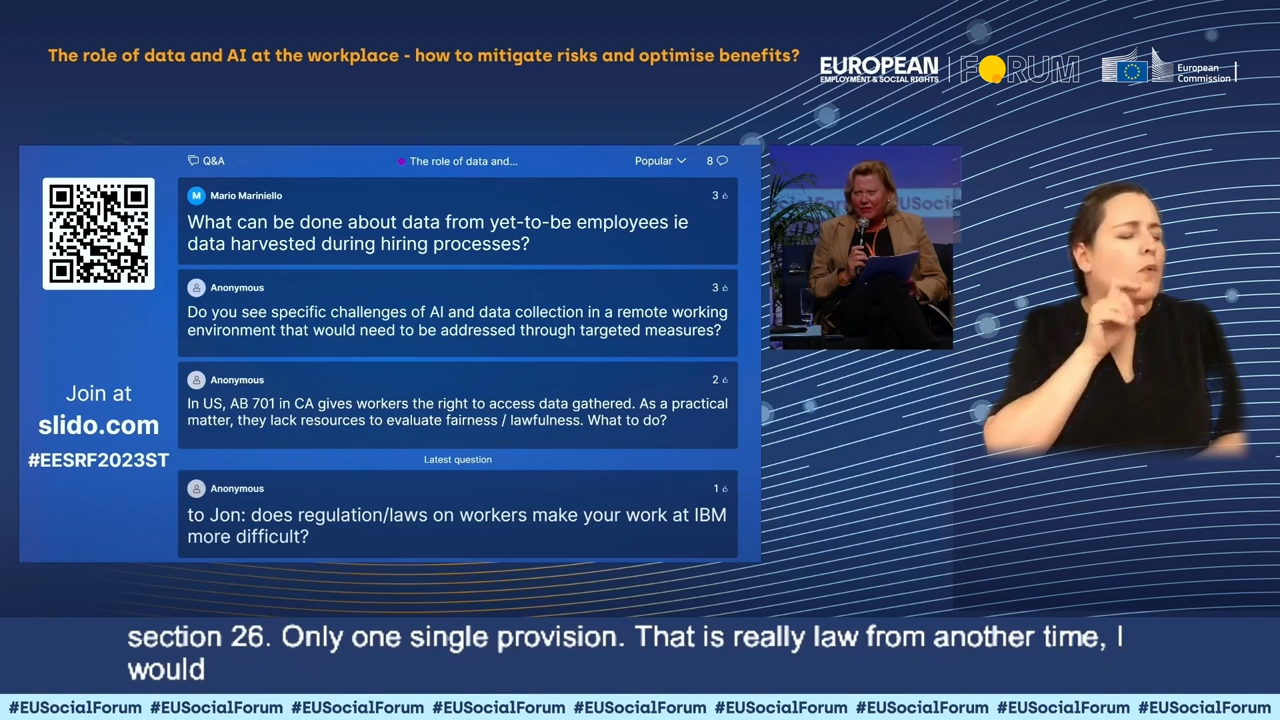 The role of data and AI at the workplace - how to mitigate risks and optimise benefits?
EUROPEAN
EMPLOYMENT & SOCIAL RIGHTS
FORUM
European
Commission
Q&A
The role of data and...
Popular
8
M
Mario Mariniello
3
What can be done about data from yet-to-be employees ie
data harvested during hiring processes?
Anonymous
3
Do you see specific challenges of AI and data collection in a remote working
environment that would need to be addressed through targeted measures?
Anonymous
2
In US, AB 701 in CA gives workers the right to access data gathered. As a practical
matter, they lack resources to evaluate fairness / lawfulness. What to do?
Latest question
Anonymous
1
to Jon: does regulation/laws on workers make your work at IBM
more difficult?
Join at
slido.com
#EESRF2023ST
section 26. Only one single provision. That is really law from another time, I
would
#EUSocialForum #EUSocialForum #EUSocialForum #EUSocialForum #EUSocialForum #EUSocialForum #EUSocialForum #EUSocialForum #EUSocialForum